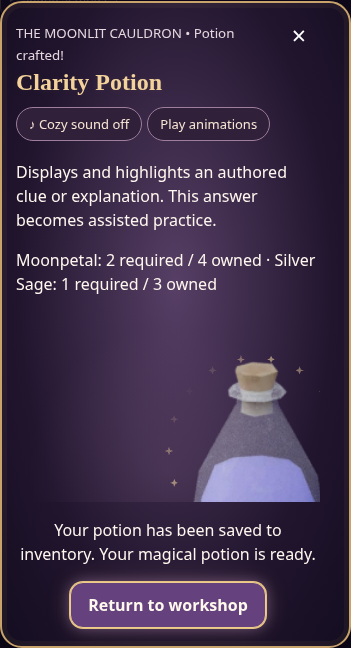 THE MOONLIT CAULDRON • Potion
crafted!
✕
Clarity Potion
♪ Cozy sound off
Play animations
Displays and highlights an authored
clue or explanation. This answer
becomes assisted practice.
Moonpetal: 2 required / 4 owned · Silver
Sage: 1 required / 3 owned
Your potion has been saved to
inventory. Your magical potion is ready.
Return to workshop